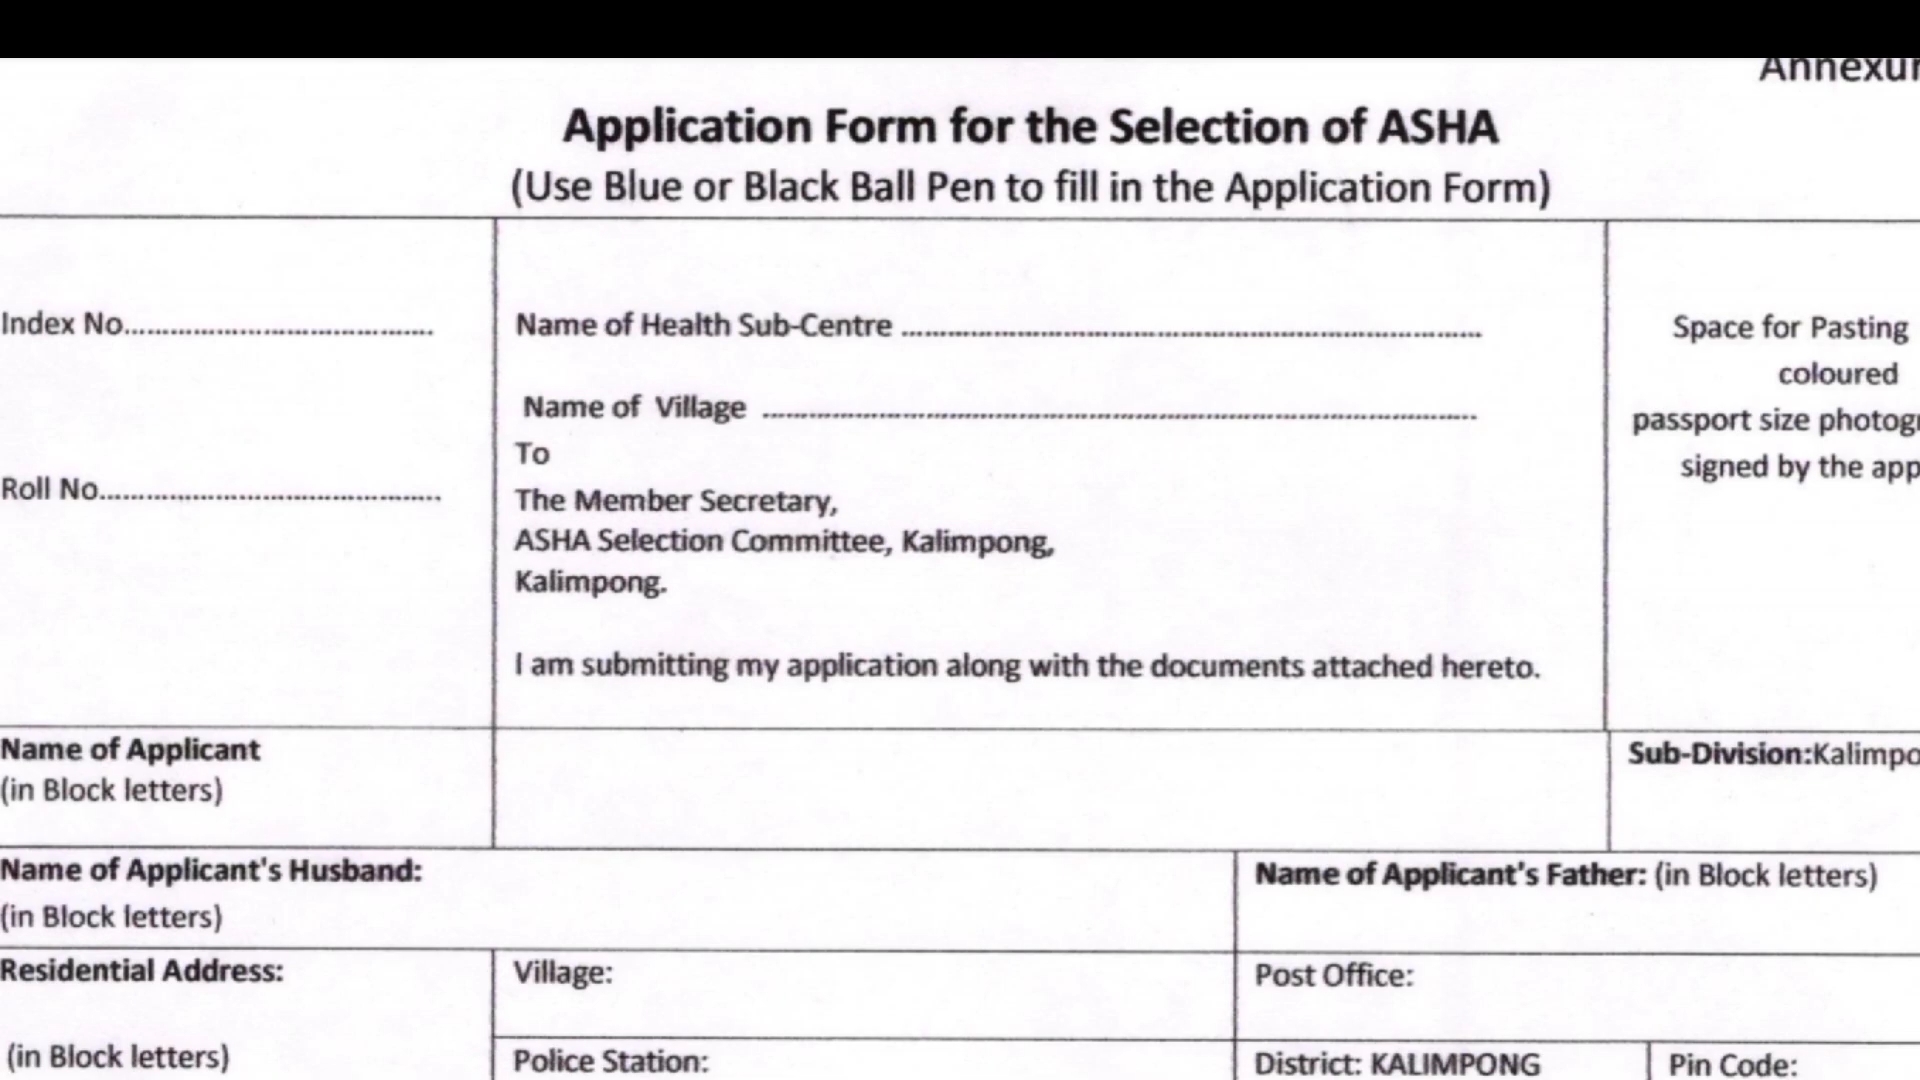 Application Form for the Selection of ASHA
(Use Blue or Black Ball Pen to fill in the Application Form)
Index No..........................................
Roll No..............................................
Name of Health Sub-Centre ................................................................................
Name of Village ..................................................................................................
To
The Member Secretary,
ASHA Selection Committee, Kalimpong,
Kalimpong.
I am submitting my application along with the documents attached hereto.
Space for Pasting
coloured
passport size
signed by the
Name of Applicant
(in Block letters)
Sub-Division:
Name of Applicant's Husband:
(in Block letters)
Name of Applicant's Father: (in Block letters)
Residential Address:
(in Block letters)
Village:
Post Office:
Police Station:
District: KALIMPONG
Pin Code: